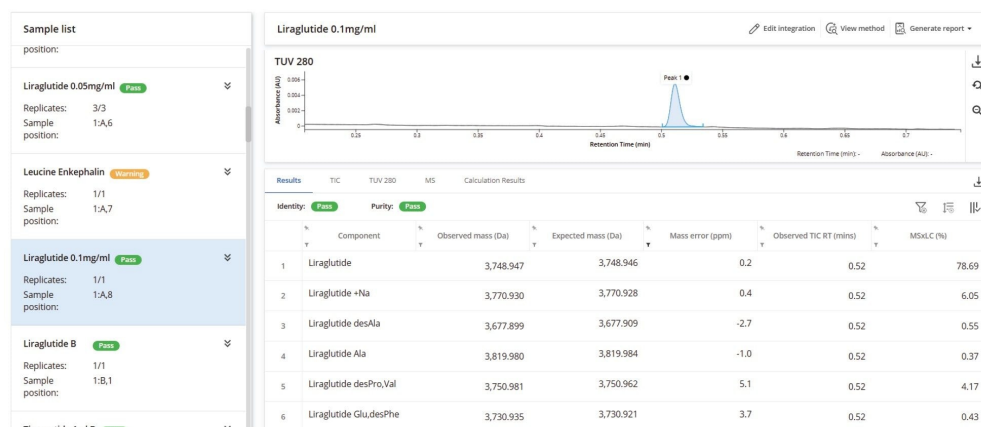 Sample list
position:
Liraglutide 0.05mg/ml Pass
Replicates: 3/3
Sample 1:A,6
position:
Leucine Enkephalin Warning
Replicates: 1/1
Sample 1:A,7
position:
Liraglutide 0.1mg/ml Pass
Replicates: 1/1
Sample 1:A,8
position:
Liraglutide B Pass
Replicates: 1/1
Sample 1:B,1
position:
Liraglutide 0.1mg/ml
Edit integration View method Generate report
TUV 280
Absorbance (AU)
0.006
0.004
0.002
0
Peak 1
0.25 0.3 0.35 0.4 0.45 0.5 0.55 0.6 0.65 0.7
Retention Time (min)
Retention Time (min): - Absorbance (AU): -
Results TIC TUV 280 MS Calculation Results
Identity: Pass Purity: Pass
Component Observed mass (Da) Expected mass (Da) Mass error (ppm) Observed TIC RT (mins) MSxLC (%)
1 Liraglutide 3,748.947 3,748.946 0.2 0.52 78.69
2 Liraglutide +Na 3,770.930 3,770.928 0.4 0.52 6.05
3 Liraglutide desAla 3,677.899 3,677.909 -2.7 0.52 0.55
4 Liraglutide Ala 3,819.980 3,819.984 -1.0 0.52 0.37
5 Liraglutide desPro,Val 3,750.981 3,750.962 5.1 0.52 4.17
6 Liraglutide Glu,desPhe 3,730.935 3,730.921 3.7 0.52 0.43